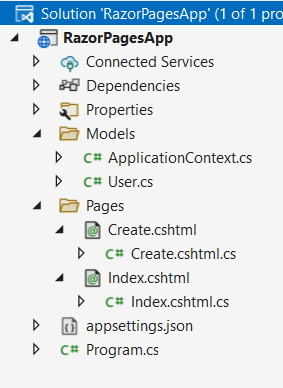 Solution 'RazorPagesApp' (1 of 1 pro
RazorPagesApp
Connected Services
Dependencies
Properties
Models
C# ApplicationContext.cs
C# User.cs
Pages
Create.cshtml
C# Create.cshtml.cs
Index.cshtml
C# Index.cshtml.cs
appsettings.json
C# Program.cs